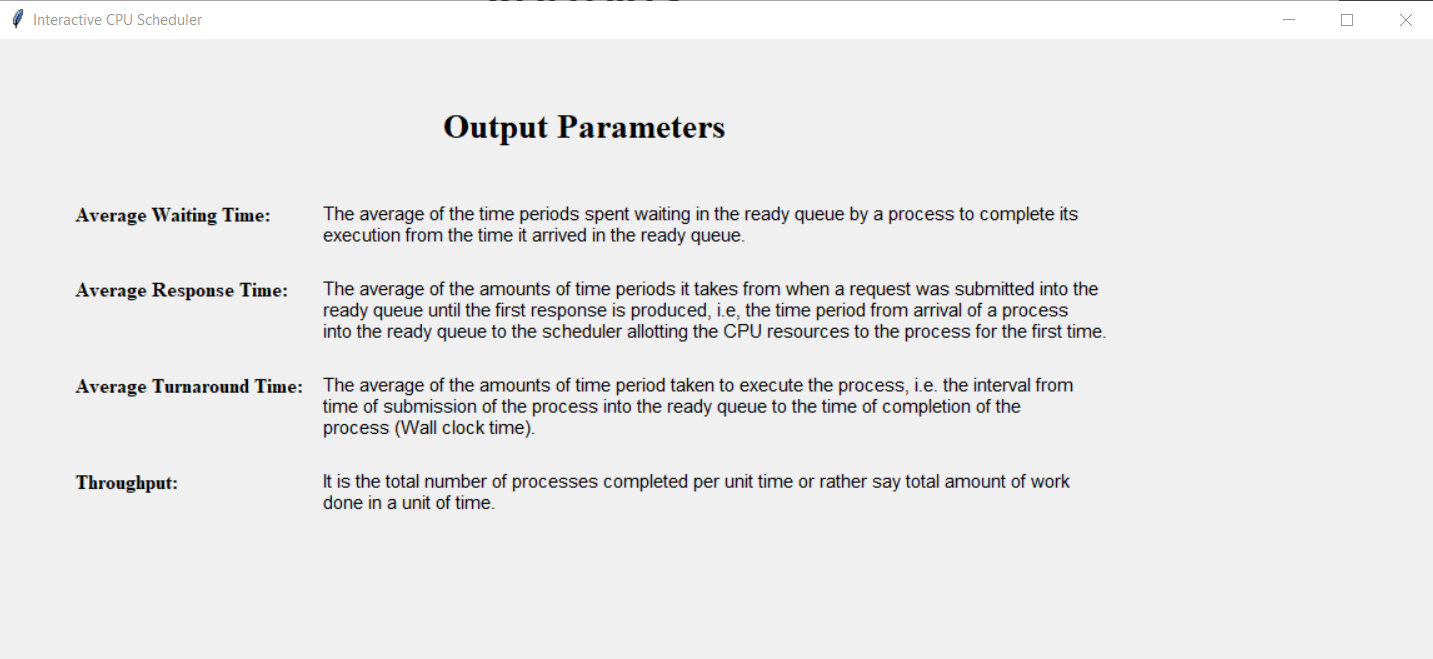 Interactive CPU Scheduler
Output Parameters
Average Waiting Time:
The average of the time periods spent waiting in the ready queue by a process to complete its
execution from the time it arrived in the ready queue.
Average Response Time:
The average of the amounts of time periods it takes from when a request was submitted into the
ready queue until the first response is produced, i.e, the time period from arrival of a process
into the ready queue to the scheduler allotting the CPU resources to the process for the first time.
Average Turnaround Time:
The average of the amounts of time period taken to execute the process, i.e. the interval from
time of submission of the process into the ready queue to the time of completion of the
process (Wall clock time).
Throughput:
It is the total number of processes completed per unit time or rather say total amount of work
done in a unit of time.